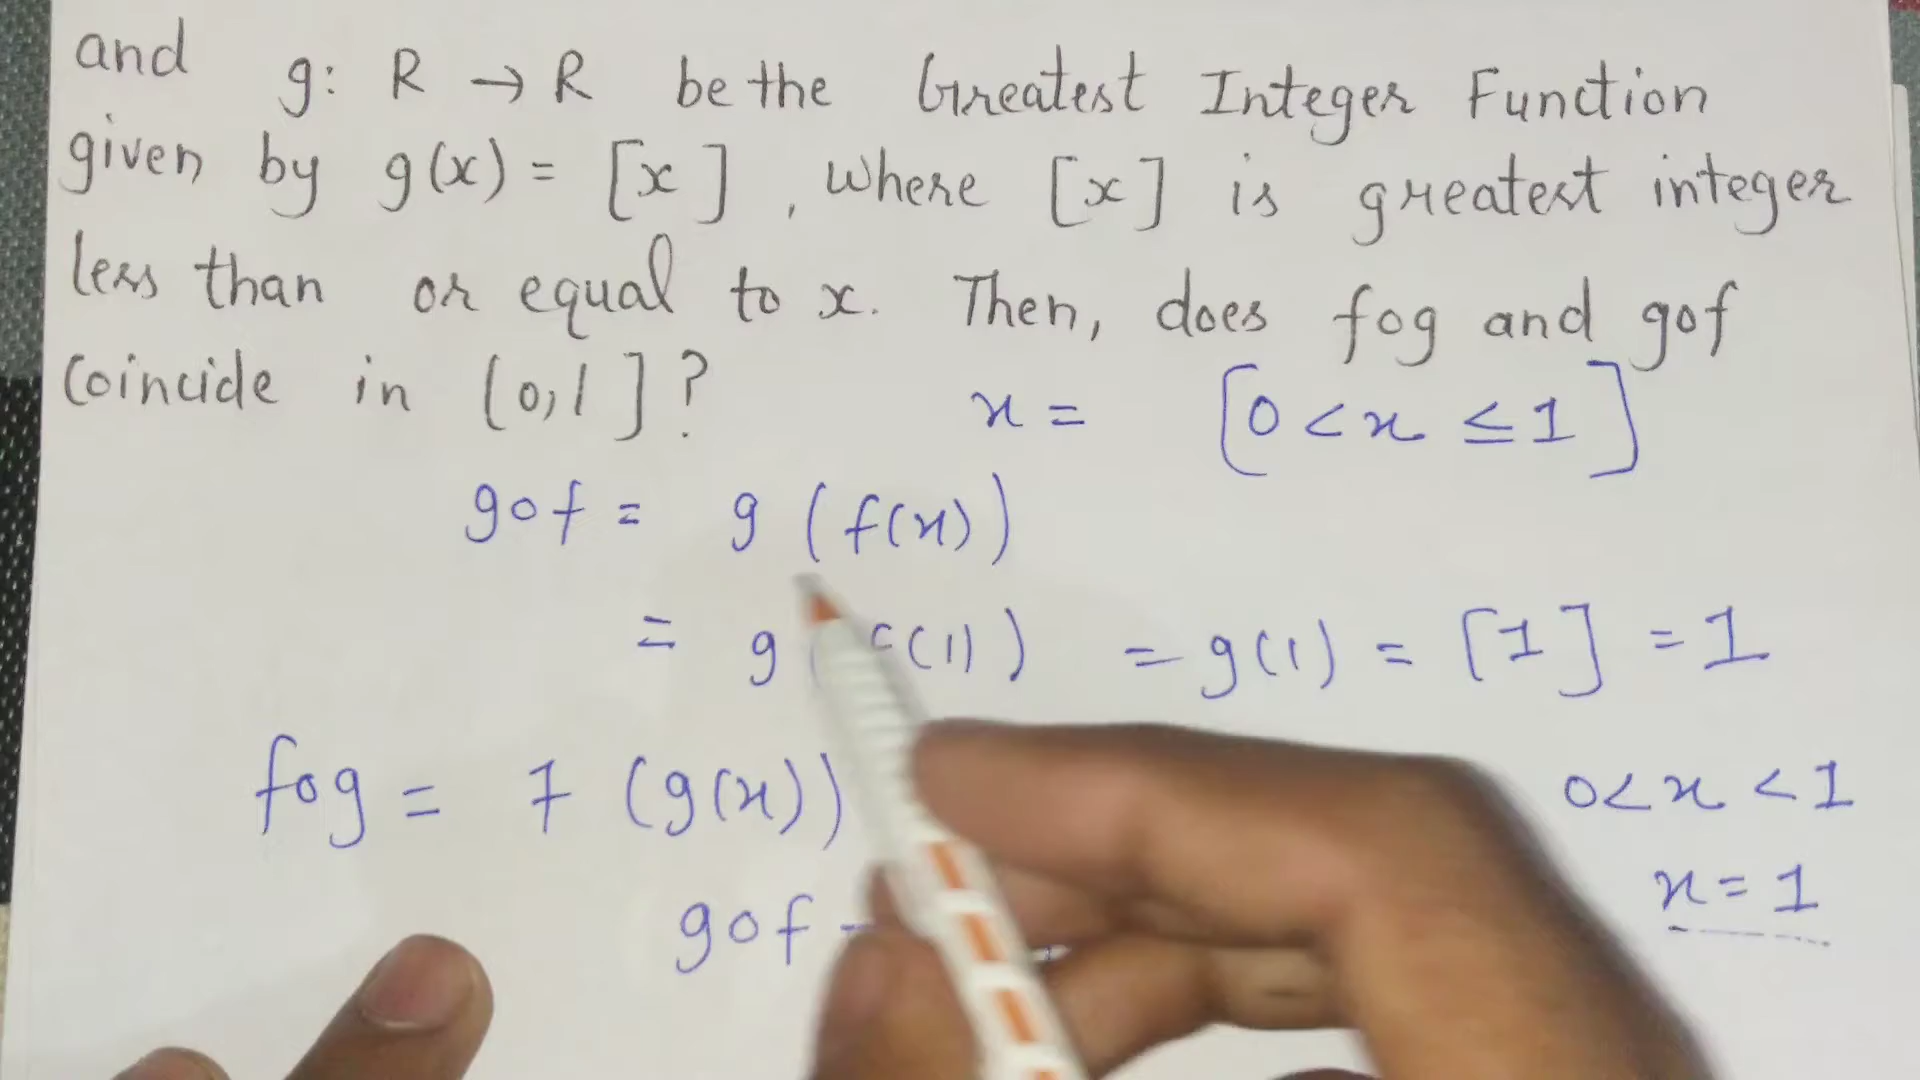 and g: R → R be the Greatest Integer Function
given by g(x) = [x], where [x] is greatest integer
less than or equal to x. Then, does fog and gof
coincide in (0,1]?
x = [0 < x ≤ 1]
gof = g (f(x))
= g (f(1)) = g(1) = [1] = 1
fog = f (g(x))
0 < x < 1
gof
x = 1